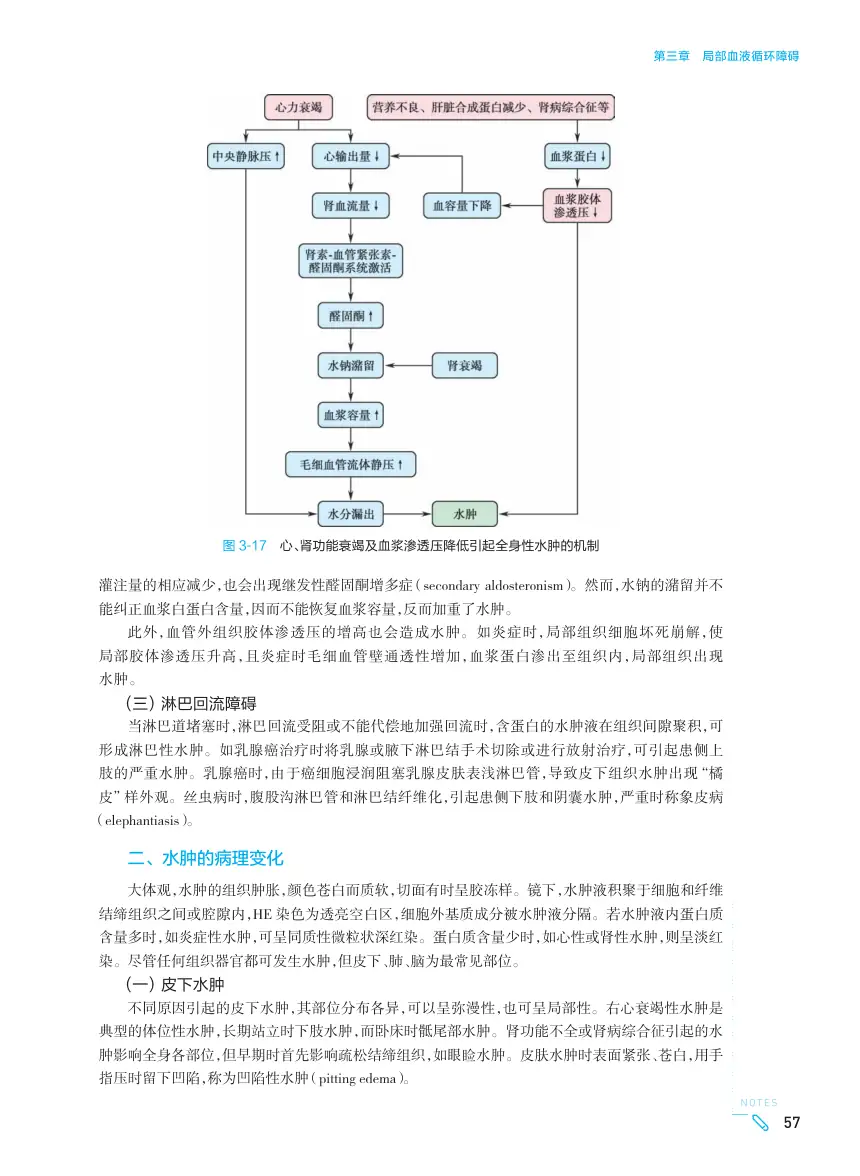 第三章 局部血液循环障碍
心力衰竭
营养不良、肝脏合成蛋白减少、肾病综合征等
中央静脉压↑
心输出量↓
血浆蛋白↓
肾血流量↓
血容量下降
血浆胶体
渗透压↓
肾素-血管紧张素-
醛固酮系统激活
醛固酮↑
水钠潴留
肾衰竭
血浆容量↑
毛细血管流体静压↑
水分漏出
水肿
图 3-17 心、肾功能衰竭及血浆渗透压降低引起全身性水肿的机制
灌注量的相应减少,也会出现继发性醛固酮增多症(secondary aldosteronism)。然而,水钠的潴留并不
能纠正血浆白蛋白含量,因而不能恢复血浆容量,反而加重了水肿。
此外,血管外组织胶体渗透压的增高也会造成水肿。如炎症时,局部组织细胞坏死崩解,使
局部胶体渗透压升高,且炎症时毛细血管壁通透性增加,血浆蛋白渗出至组织内,局部组织出现
水肿。
(三)淋巴回流障碍
当淋巴道堵塞时,淋巴回流受阻或不能代偿地加强回流时,含蛋白的水肿液在组织间隙聚积,可
形成淋巴性水肿。如乳腺癌治疗时将乳腺或腋下淋巴结手术切除或进行放射治疗,可引起患侧上
肢的严重水肿。乳腺癌时,由于癌细胞浸润阻塞乳腺皮肤表浅淋巴管,导致皮下组织水肿出现“橘
皮”样外观。丝虫病时,腹股沟淋巴管和淋巴结纤维化,引起患侧下肢和阴囊水肿,严重时称象皮病
(elephantiasis)。
二、水肿的病理变化
大体观,水肿的组织肿胀,颜色苍白而质软,切面有时呈胶冻样。镜下,水肿液积聚于细胞和纤维
结缔组织之间或腔隙内,HE 染色为透亮空白区,细胞外基质成分被水肿液分隔。若水肿液内蛋白质
含量多时,如炎症性水肿,可呈同质性微粒状深红染。蛋白质含量少时,如心性或肾性水肿,则呈淡红
染。尽管任何组织器官都可发生水肿,但皮下、肺、脑为最常见部位。
(一)皮下水肿
不同原因引起的皮下水肿,其部位分布各异,可以呈弥漫性,也可呈局部性。右心衰竭性水肿是
典型的体位性水肿,长期站立时下肢水肿,而卧床时骶尾部水肿。肾功能不全或肾病综合征引起的水
肿影响全身各部位,但早期时首先影响疏松结缔组织,如眼睑水肿。皮肤水肿时表面紧张、苍白,用手
指压时留下凹陷,称为凹陷性水肿(pitting edema)。
NOTES
57